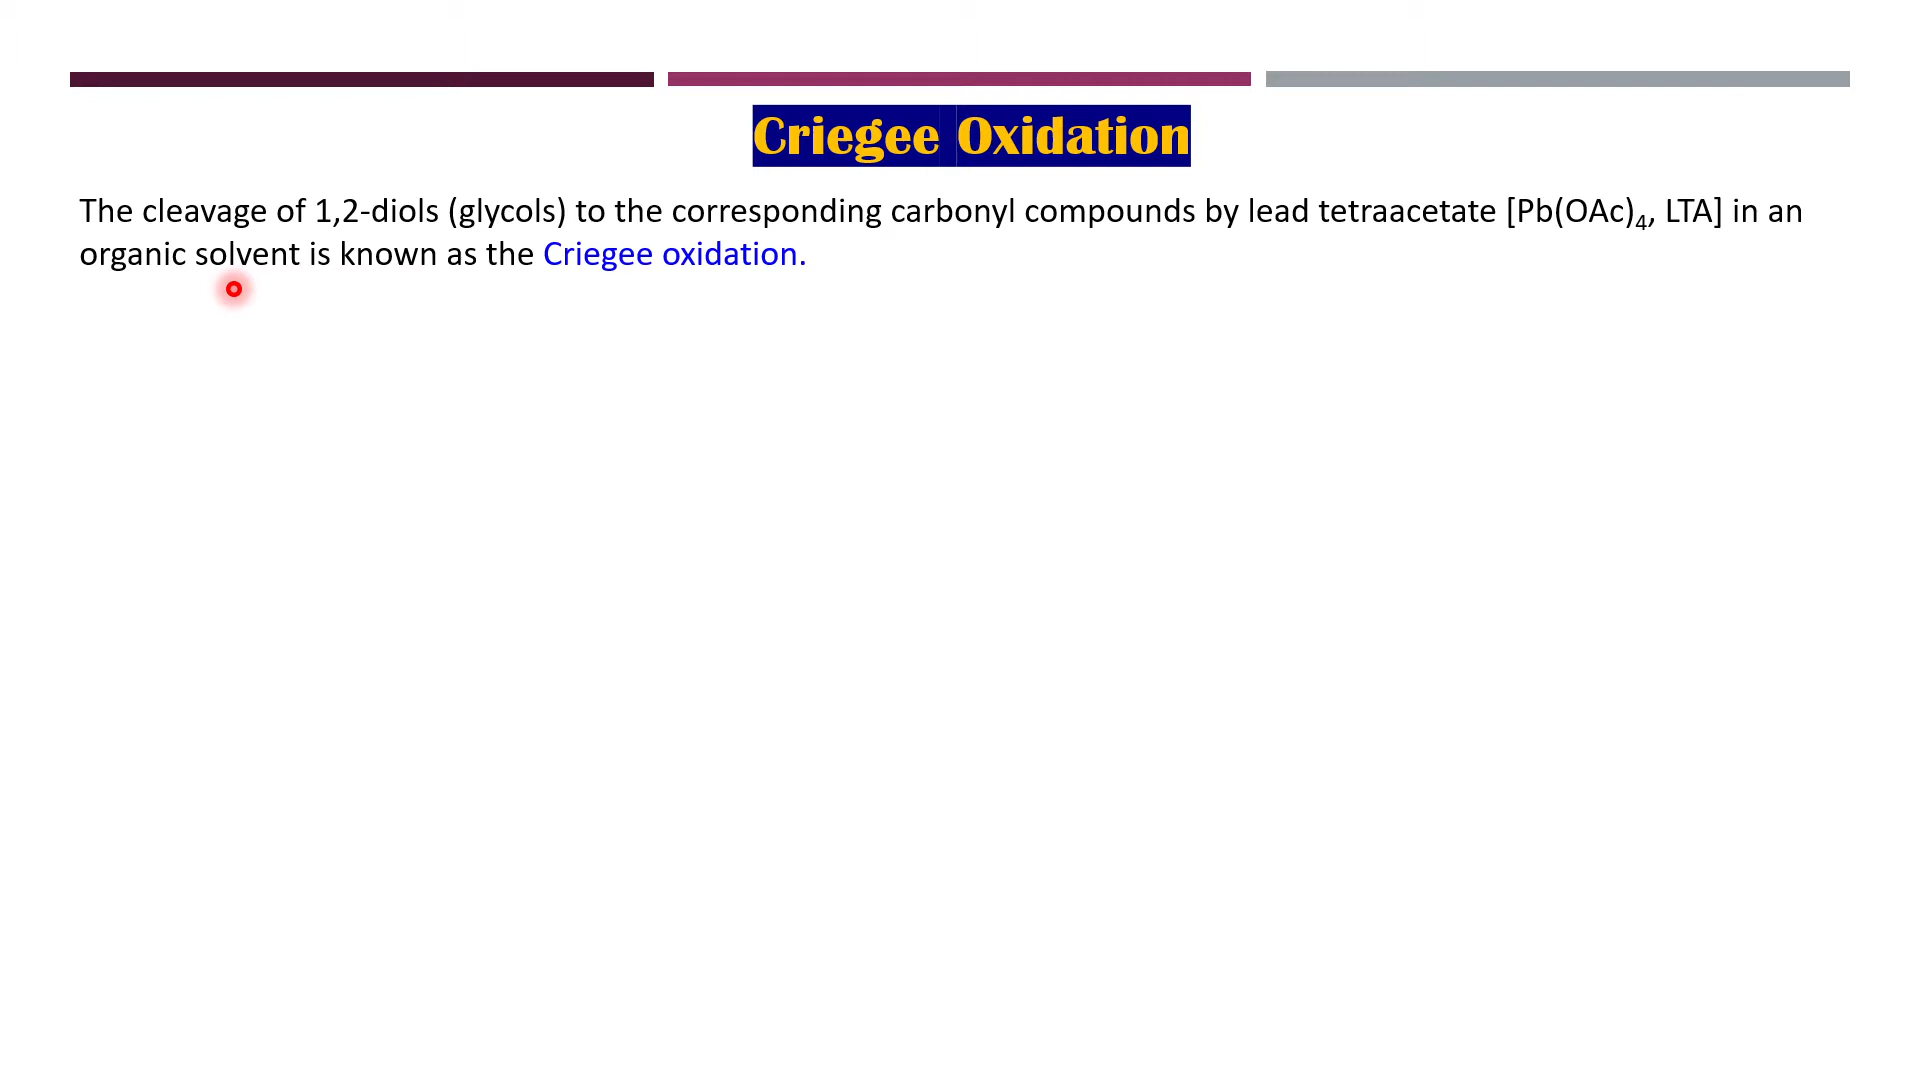 Criegee Oxidation
The cleavage of 1,2-diols (glycols) to the corresponding carbonyl compounds by lead tetraacetate [Pb(OAc)₄, LTA] in an
organic solvent is known as the Criegee oxidation.